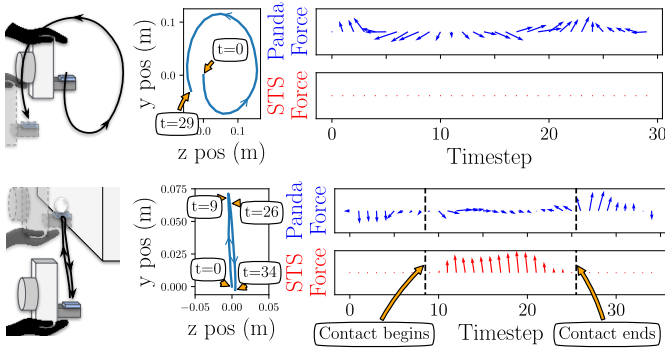 0.1
0.0
y pos (m)
t=0
t=29
0.0
0.1
z pos (m)
Panda
Force
STS
Force
0
10
20
30
Timestep
0.075
0.050
0.025
0.000
y pos (m)
t=9
t=26
t=0
t=34
−0.05
0.00
0.05
z pos (m)
Panda
Force
STS
Force
0
10
20
30
Contact begins
Timestep
Contact ends